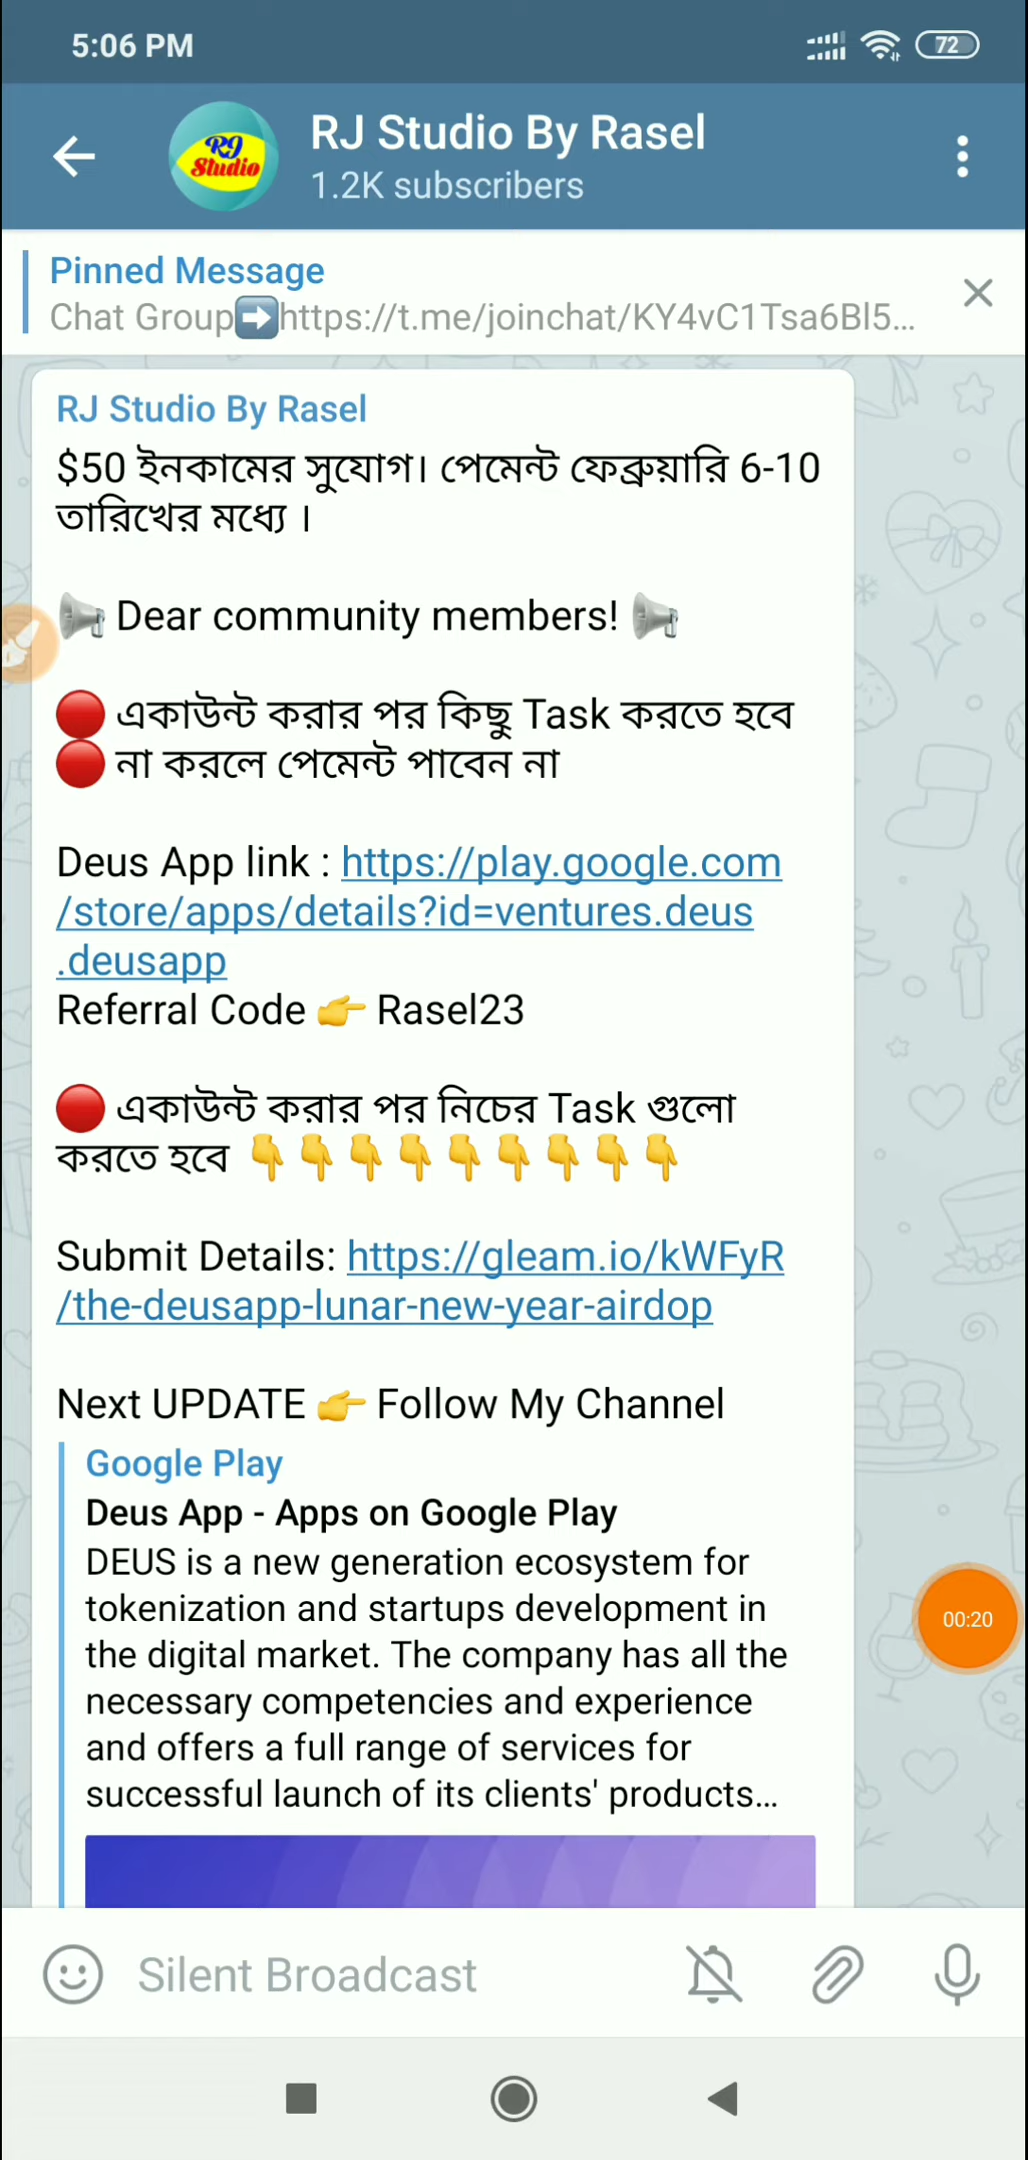 5:06 PM
72
RJ Studio
RJ Studio By Rasel
1.2K subscribers
Pinned Message
Chat Group➡️https://t.me/joinchat/KY4vC1Tsa6Bl5...
RJ Studio By Rasel
$50 ইনকামের সুযোগ। পেমেন্ট ফেব্রুয়ারি 6-10
তারিখের মধ্যে ।
📢 Dear community members! 📢
🔴 একাউন্ট করার পর কিছু Task করতে হবে
🔴 না করলে পেমেন্ট পাবেন না
Deus App link : https://play.google.com
/store/apps/details?id=ventures.deus
.deusapp
Referral Code 👉 Rasel23
🔴 একাউন্ট করার পর নিচের Task গুলো
করতে হবে 👇👇👇👇👇👇👇👇👇
Submit Details: https://gleam.io/kWFyR
/the-deusapp-lunar-new-year-airdop
Next UPDATE 👉 Follow My Channel
Google Play
Deus App - Apps on Google Play
DEUS is a new generation ecosystem for
tokenization and startups development in
the digital market. The company has all the
necessary competencies and experience
and offers a full range of services for
successful launch of its clients' products...
00:20
Silent Broadcast